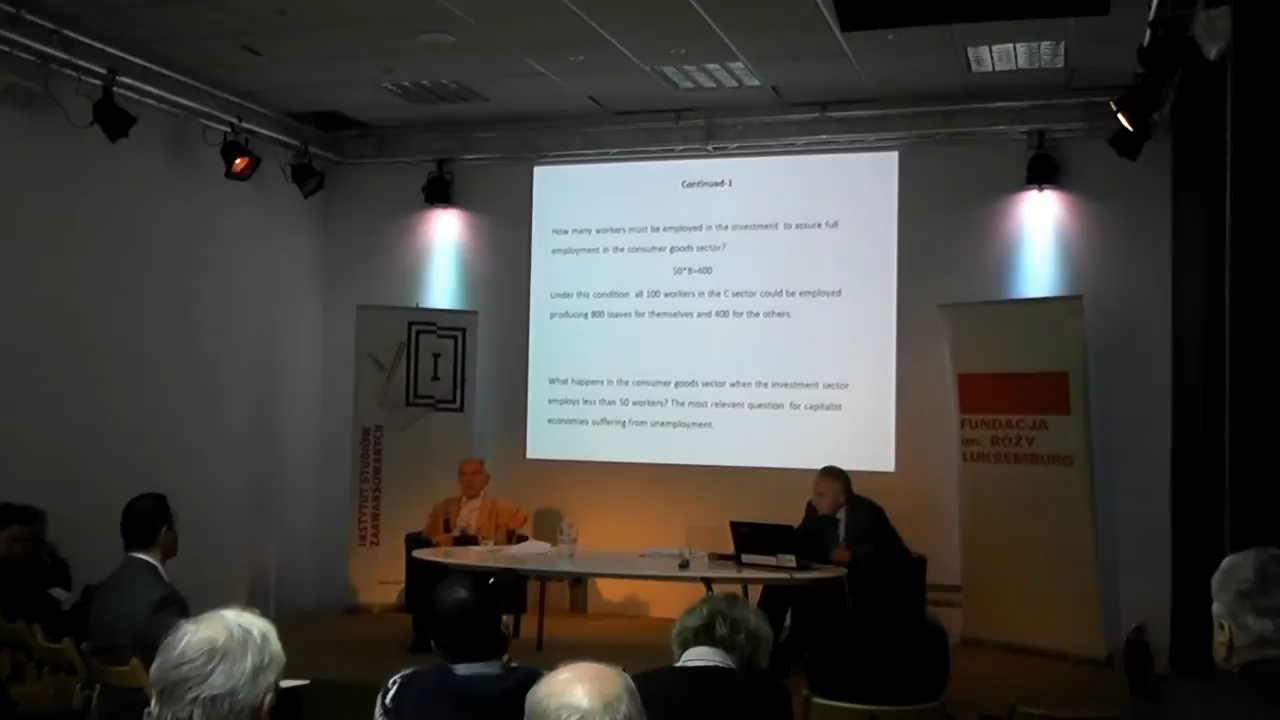 Continued-1
How many workers must be employed in the investment to assure full
employment in the consumer goods sector?
50*8=400
Under this condition all 100 workers in the C sector could be employed
producing 800 loaves for themselves and 400 for the others.
What happens in the consumer goods sector when the investment sector
employs less than 50 workers? The most relevant question for capitalist
economies suffering from unemployment.
I
INSTYTUT STUDIÓW
ZAAWANSOWANYCH
FUNDACJA
im. RÓŻY
LUKSEMBURG